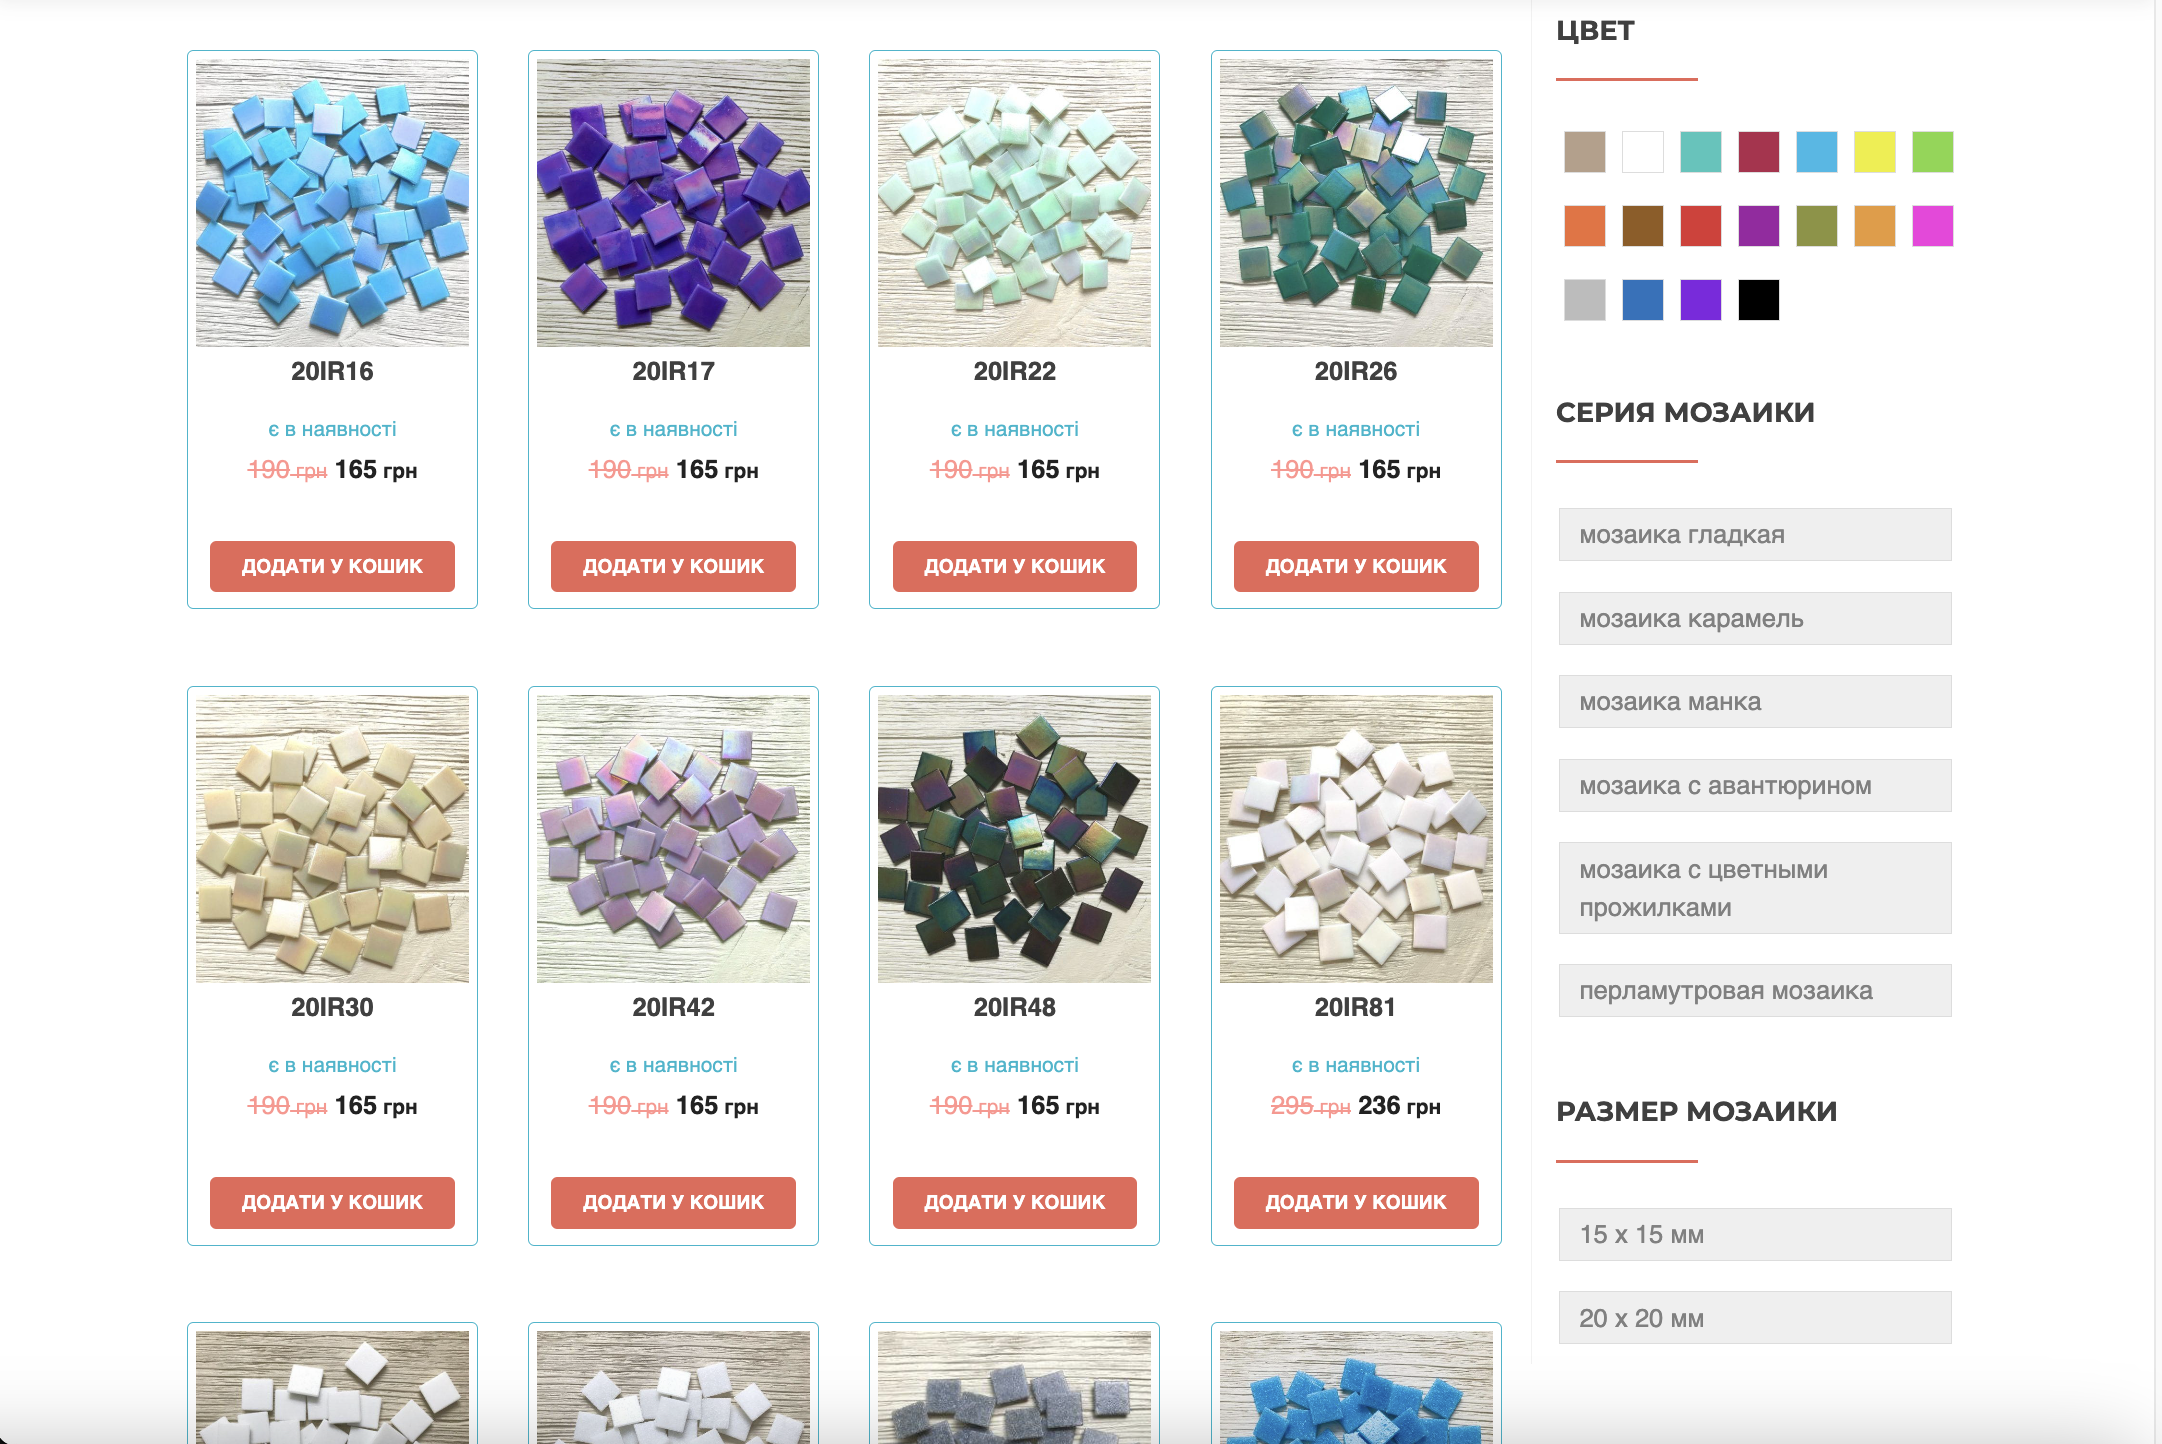 20IR16
є в наявності
190 грн 165 грн
ДОДАТИ У КОШИК
20IR17
є в наявності
190 грн 165 грн
ДОДАТИ У КОШИК
20IR22
є в наявності
190 грн 165 грн
ДОДАТИ У КОШИК
20IR26
є в наявності
190 грн 165 грн
ДОДАТИ У КОШИК
20IR30
є в наявності
190 грн 165 грн
ДОДАТИ У КОШИК
20IR42
є в наявності
190 грн 165 грн
ДОДАТИ У КОШИК
20IR48
є в наявності
190 грн 165 грн
ДОДАТИ У КОШИК
20IR81
є в наявності
295 грн 236 грн
ДОДАТИ У КОШИК
ЦВЕТ
СЕРИЯ МОЗАИКИ
мозаика гладкая
мозаика карамель
мозаика манка
мозаика с авантюрином
мозаика с цветными
прожилками
перламутровая мозаика
РАЗМЕР МОЗАИКИ
15 х 15 мм
20 х 20 мм